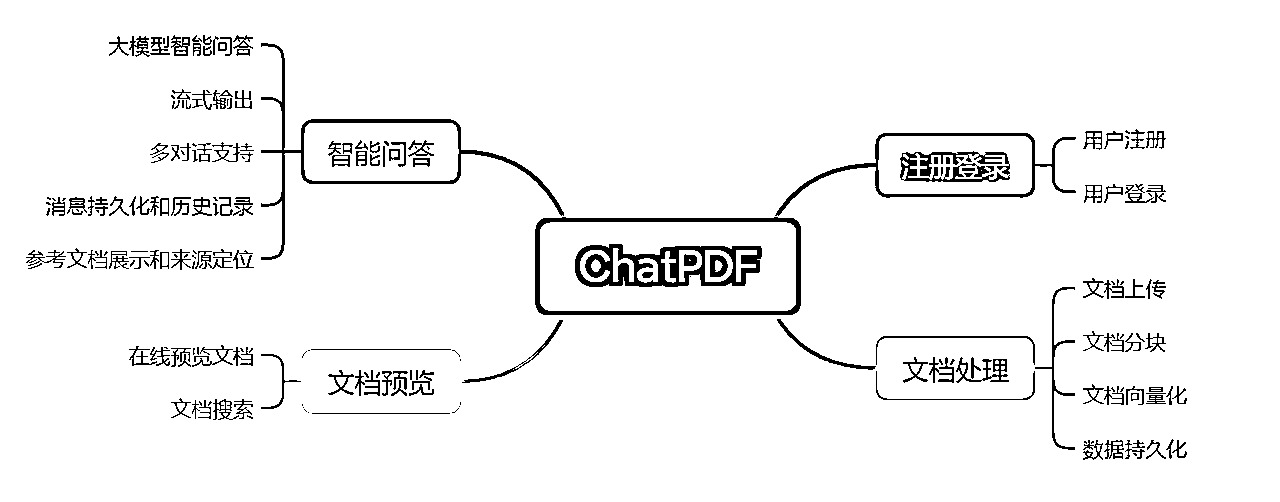 大模型智能问答
流式输出
多对话支持
消息持久化和历史记录
参考文档展示和来源定位
智能问答
在线预览文档
文档搜索
文档预览
ChatPDF
注册登录
用户注册
用户登录
文档处理
文档上传
文档分块
文档向量化
数据持久化